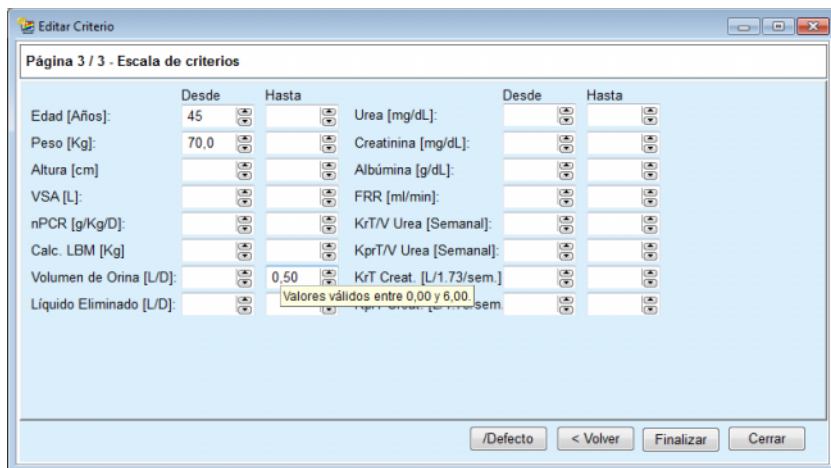 Editar Criterio
Página 3 / 3 - Escala de criterios
Desde Hasta Desde Hasta
Edad [Años]: 45 Urea [mg/dL]:
Peso [Kg]: 70,0 Creatinina [mg/dL]:
Altura [cm] Albúmina [g/dL]:
VSA [L]: FRR [ml/min]:
nPCR [g/Kg/D]: KrT/V Urea [Semanal]:
Calc. LBM [Kg] KprT/V Urea [Semanal]:
Volumen de Orina [L/D]: 0,50 KrT Creat. [L/1.73/sem.]
Valores válidos entre 0,00 y 6,00.
Líquido Eliminado [L/D]:
/Defecto < Volver Finalizar Cerrar